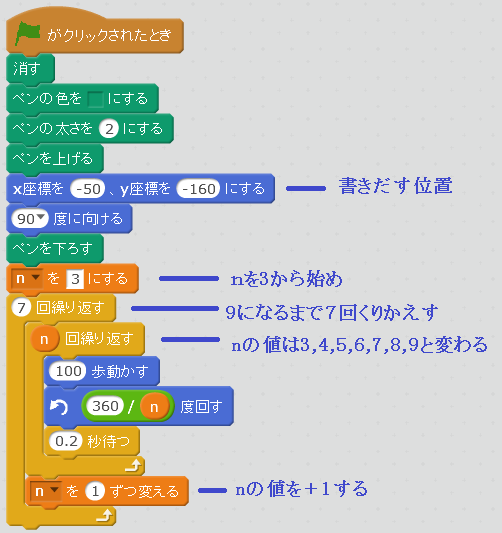 がクリックされたとき
消す
ペンの色を にする
ペンの太さを 2 にする
ペンを上げる
x座標を -50 、y座標を -160 にする 書きだす位置
90▼ 度に向ける
ペンを下ろす
n▼ を 3 にする nを3から始め
7 回繰り返す 9になるまで7回くりかえす
n 回繰り返す nの値は3,4,5,6,7,8,9と変わる
100 歩動かす
360 / n 度回す
0.2 秒待つ
n▼ を 1 ずつ変える nの値を+1する